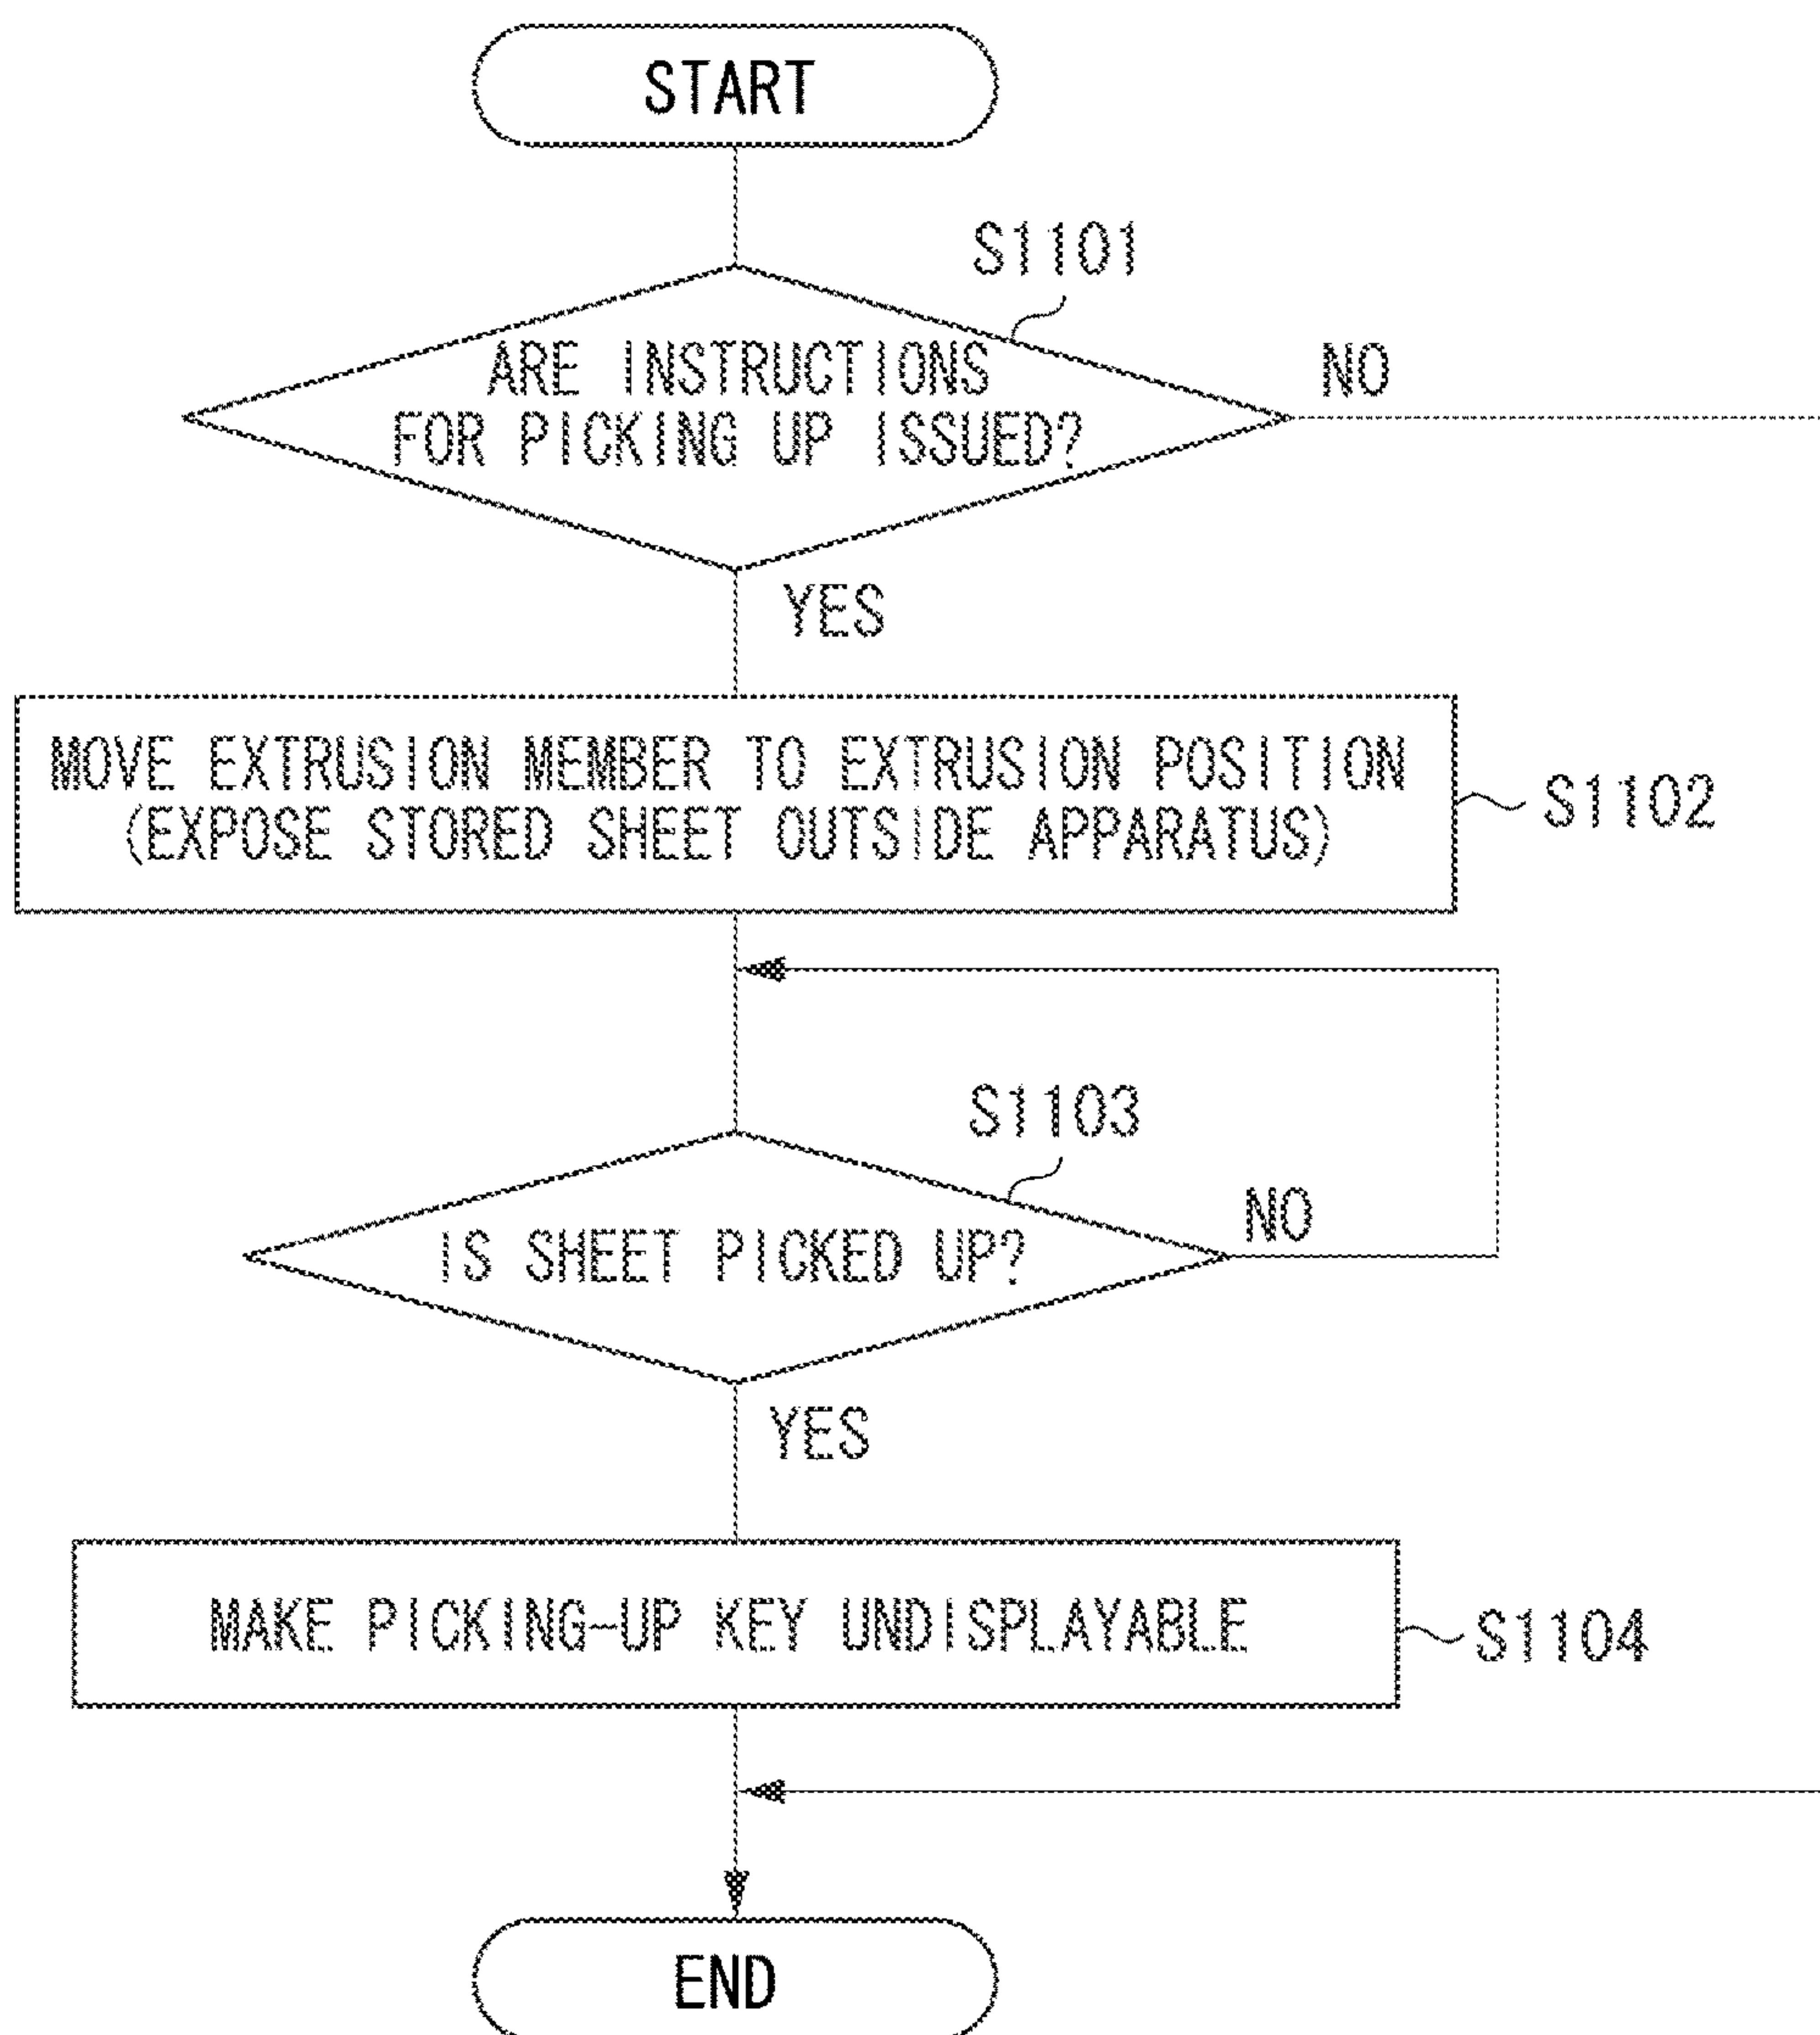 START
S1101
ARE INSTRUCTIONS
FOR PICKING UP ISSUED?
NO
YES
MOVE EXTRUSION MEMBER TO EXTRUSION POSITION
(EXPOSE STORED SHEET OUTSIDE APPARATUS)
S1102
S1103
IS SHEET PICKED UP?
NO
YES
MAKE PICKING-UP KEY UNDISPLAYABLE
S1104
END